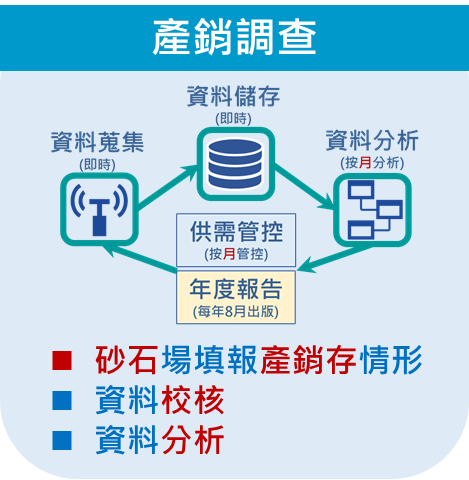 產銷調查
資料儲存
(即時)
資料蒐集
(即時)
資料分析
(按月分析)
供需管控
(按月管控)
年度報告
(每年8月出版)
砂石場填報產銷存情形
資料校核
資料分析